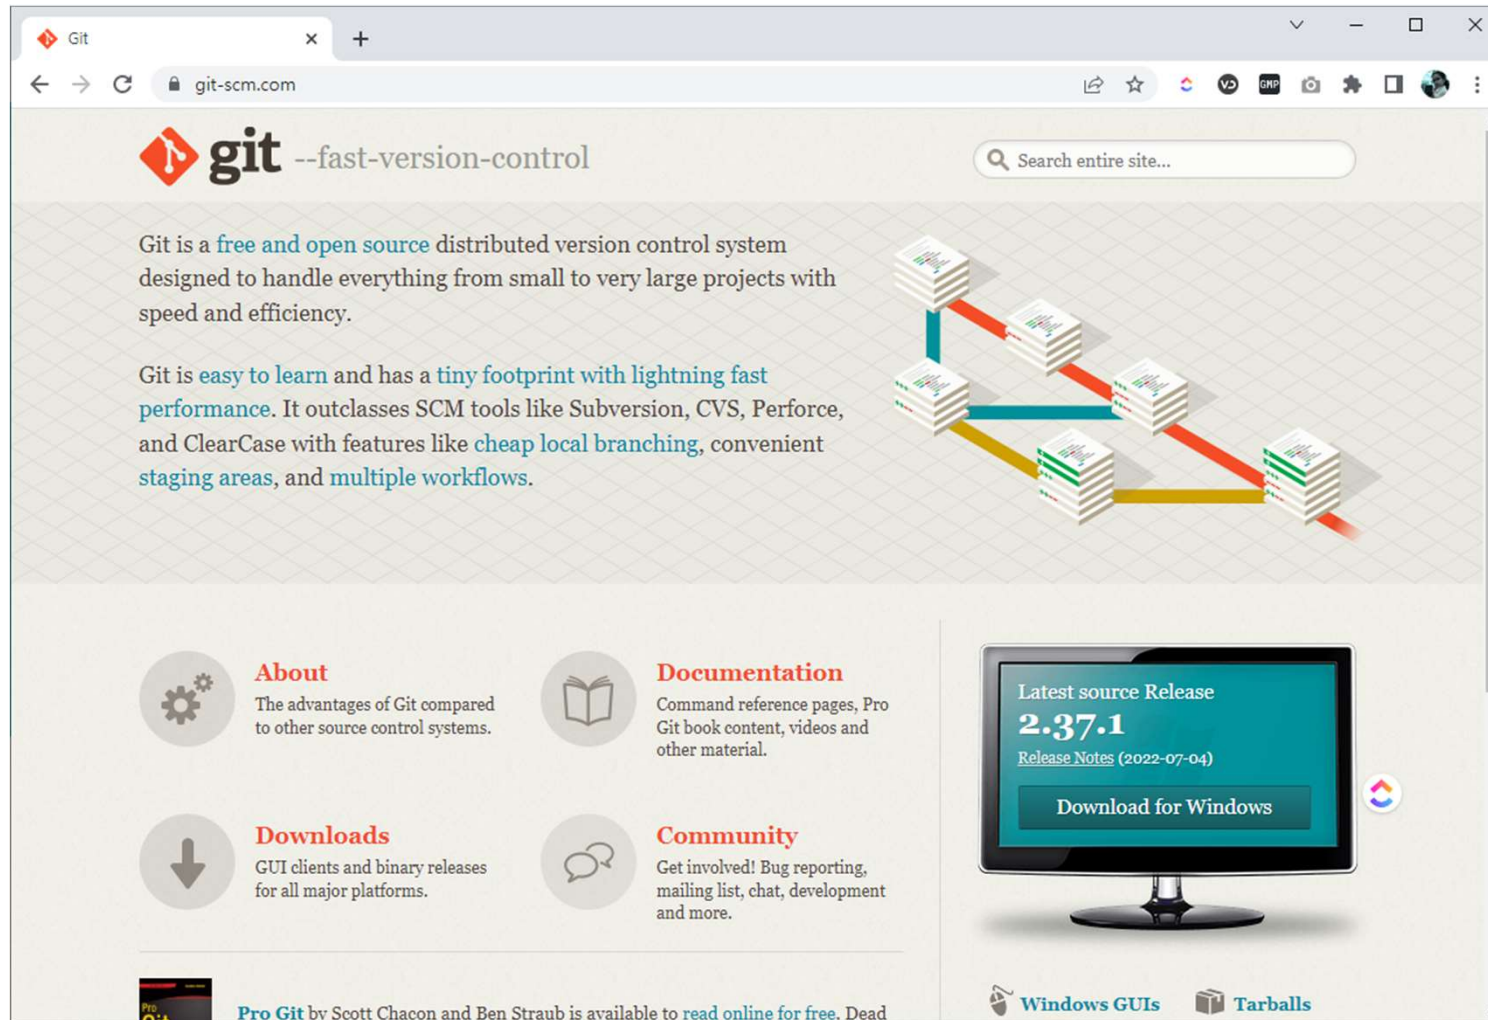 Git
git-scm.com
VD
GMP
git --fast-version-control
Search entire site...
Git is a free and open source distributed version control system
designed to handle everything from small to very large projects with
speed and efficiency.
Git is easy to learn and has a tiny footprint with lightning fast
performance. It outclasses SCM tools like Subversion, CVS, Perforce,
and ClearCase with features like cheap local branching, convenient
staging areas, and multiple workflows.
About
The advantages of Git compared
to other source control systems.
Documentation
Command reference pages, Pro
Git book content, videos and
other material.
Downloads
GUI clients and binary releases
for all major platforms.
Community
Get involved! Bug reporting,
mailing list, chat, development
and more.
Latest source Release
2.37.1
Release Notes (2022-07-04)
Download for Windows
Pro
Git
Pro Git by Scott Chacon and Ben Straub is available to read online for free. Dead
Windows GUIs
Tarballs